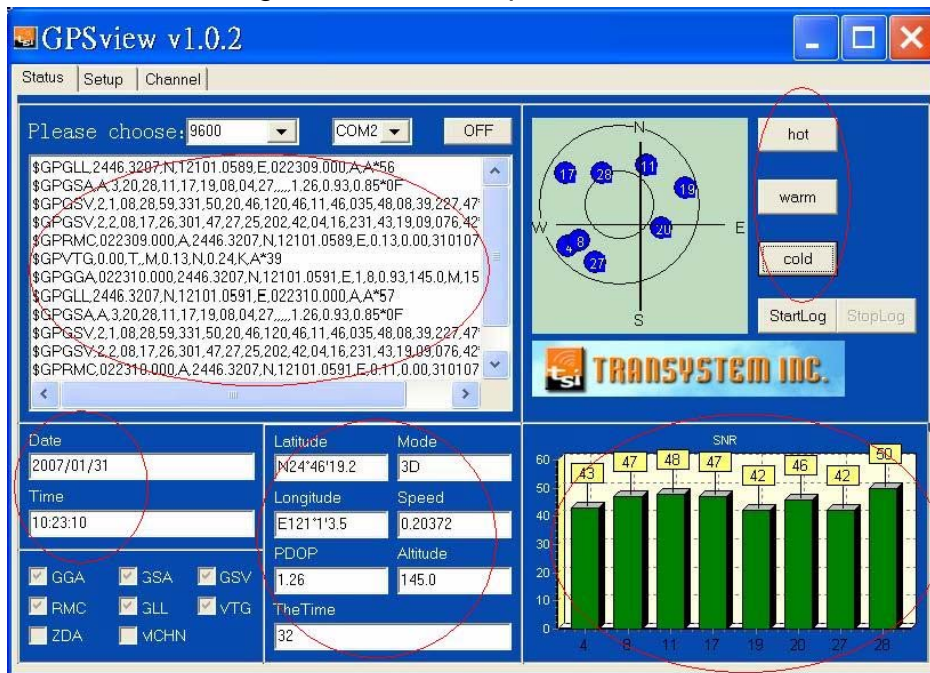 GPSview v1.0.2
Status Setup Channel
Please choose: 9600 COM2 OFF
$GPGLL,2446.3207,N,12101.0589,E,022309.000,A,A*56
$GPGSA,A,3,20,28,11,17,19,08,04,27,,,,,1.26,0.93,0.85*0F
$GPGSV,2,1,08,28,59,331,50,20,46,120,46,11,46,035,48,08,39,227,47*
$GPGSV,2,2,08,17,26,301,47,27,25,202,42,04,16,231,43,19,09,076,42*
$GPRMC,022309.000,A,2446.3207,N,12101.0589,E,0.13,0.00,310107
$GPVTG,0.00,T,,M,0.13,N,0.24,K,A*39
$GPGGA,022310.000,2446.3207,N,12101.0591,E,1,8,0.93,145.0,M,15
$GPGLL,2446.3207,N,12101.0591,E,022310.000,A,A*57
$GPGSA,A,3,20,28,11,17,19,08,04,27,,,,,1.26,0.93,0.85*0F
$GPGSV,2,1,08,28,59,331,50,20,46,120,46,11,46,035,48,08,39,227,47*
$GPGSV,2,2,08,17,26,301,47,27,25,202,42,04,16,231,43,19,09,076,42*
$GPRMC,022310.000,A,2446.3207,N,12101.0591,E,0.11,0.00,310107
N
17 28 11
19
W 20 E
4 8
27
S
hot
warm
cold
StartLog StopLog
tsi TRANSYSTEM INC.
Date
2007/01/31
Time
10:23:10
GGA GSA GSV
RMC GLL VTG
ZDA MCHN
Latitude Mode
N24°46'19.2 3D
Longitude Speed
E121°1'3.5 0.20372
PDOP Altitude
1.26 145.0
TheTime
32
SNR
60
50
40
30
20
10
0
43 47 48 47 42 46 42 50
4 8 11 17 19 20 27 28